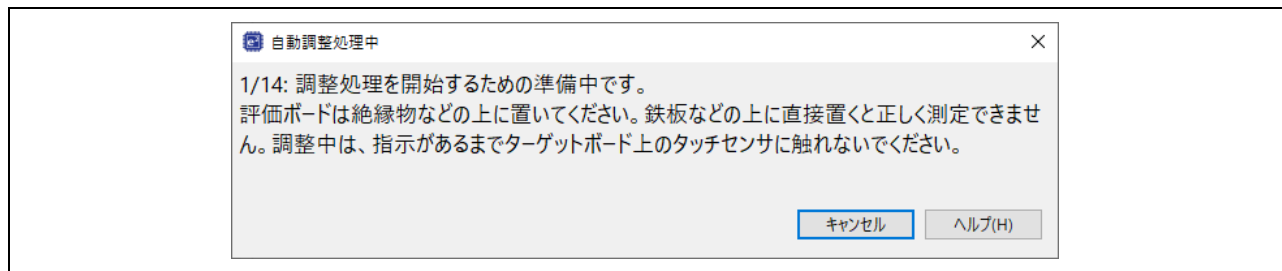 自動調整処理中
1/14: 調整処理を開始するための準備中です。
評価ボードは絶縁物などの上に置いてください。鉄板などの上に直接置くと正しく測定できませ
ん。調整中は、指示があるまでターゲットボード上のタッチセンサに触れないでください。
キャンセル ヘルプ(H)